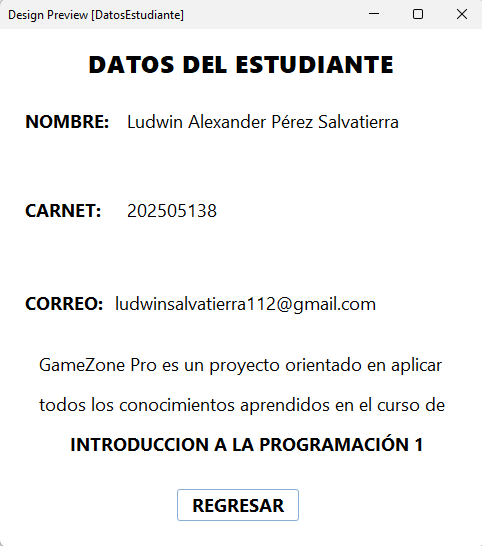 Design Preview [DatosEstudiante]
DATOS DEL ESTUDIANTE
NOMBRE: Ludwin Alexander Pérez Salvatierra
CARNET: 202505138
CORREO: ludwinsalvatierra112@gmail.com
GameZone Pro es un proyecto orientado en aplicar
todos los conocimientos aprendidos en el curso de
INTRODUCCION A LA PROGRAMACIÓN 1
REGRESAR